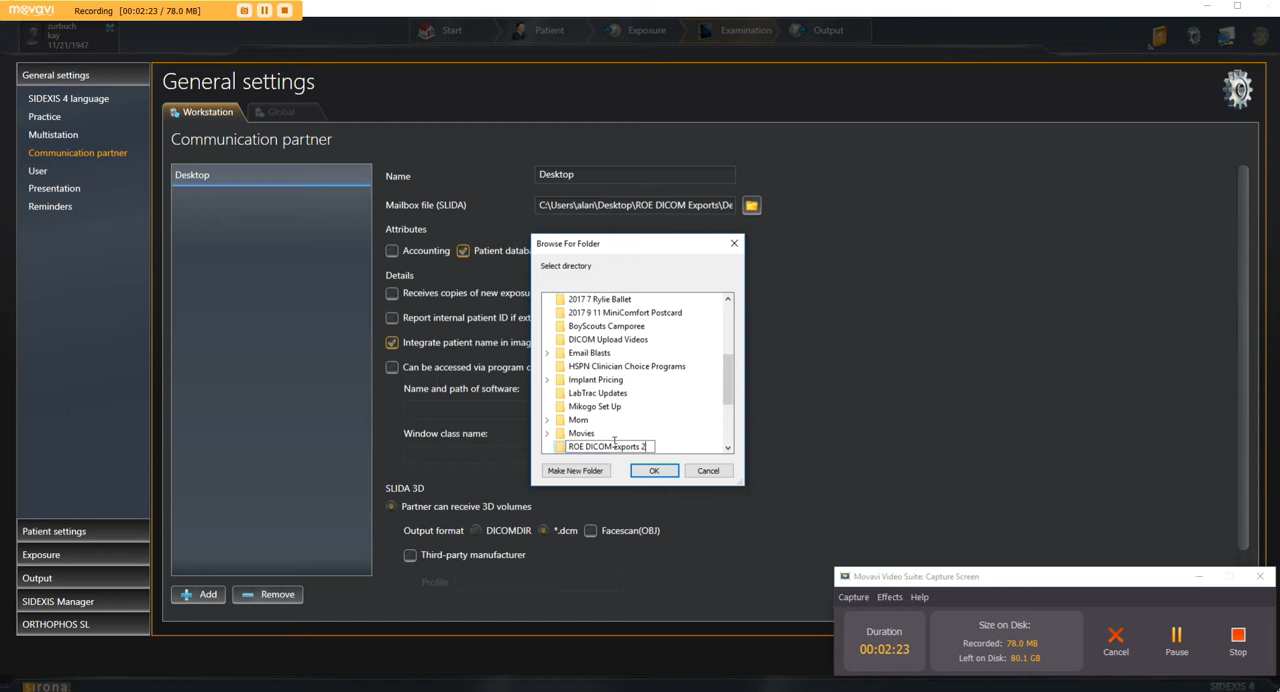 movavi Recording [00:02:23 / 78.0 MB]
zurbuch
kay
11/21/1947
Start Patient Exposure Examination Output
General settings
SIDEXIS 4 language
Practice
Multistation
Communication partner
User
Presentation
Reminders
Patient settings
Exposure
Output
SIDEXIS Manager
ORTHOPHOS SL
General settings
Workstation Global
Communication partner
Desktop
Add Remove
Name Desktop
Mailbox file (SLIDA) C:\Users\alan\Desktop\ROE DICOM Exports\De
Attributes
Accounting Patient datab
Details
Receives copies of new exposu
Report internal patient ID if ext
Integrate patient name in imag
Can be accessed via program c
Name and path of software:
Window class name:
SLIDA 3D
Partner can receive 3D volumes
Output format DICOMDIR *.dcm Facescan(OBJ)
Third-party manufacturer
Profile
Browse For Folder
Select directory
2017 7 Rylie Ballet
2017 9 11 MiniComfort Postcard
BoyScouts Camporee
DICOM Upload Videos
Email Blasts
HSPN Clinician Choice Programs
Implant Pricing
LabTrac Updates
Mikogo Set Up
Mom
Movies
ROE DICOM Exports 2
Make New Folder OK Cancel
Movavi Video Suite: Capture Screen
Capture Effects Help
Duration
00:02:23
Size on Disk:
Recorded: 78.0 MB
Left on Disk: 80.1 GB
Cancel Pause Stop
sirona SIDEXIS 4